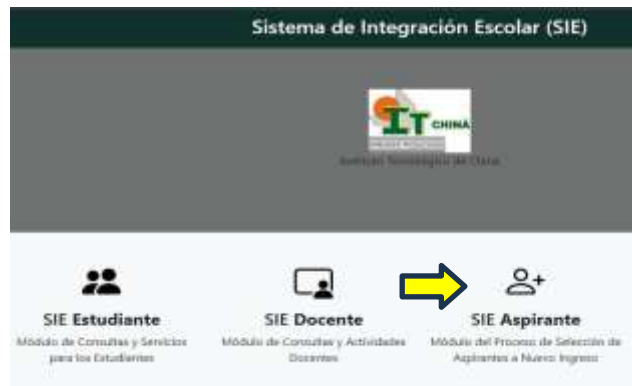 Sistema de Integración Escolar (SIE)
IT CHINÁ
Instituto Tecnológico de China
SIE Estudiante
SIE Docente
SIE Aspirante
Módulo de Consultas y Servicios
para los Estudiantes
Módulo de Consultas y Actividades
Docentes
Módulo del Proceso de Selección de
Aspirantes a Nuevo Ingreso